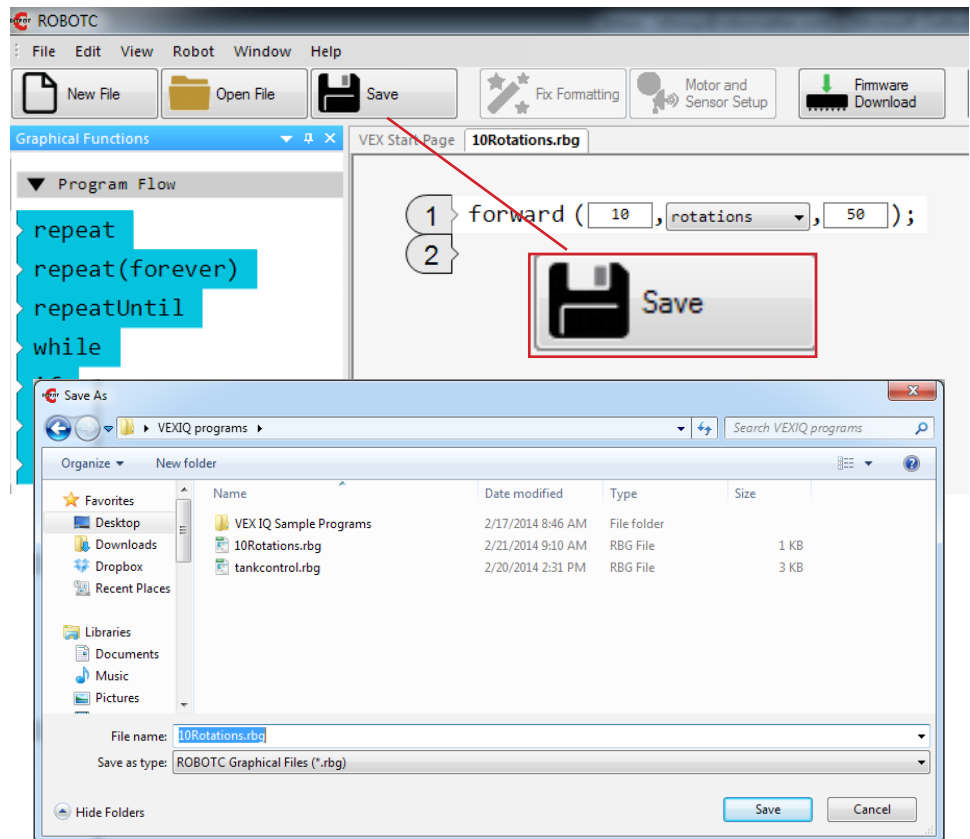 ROBOTC
File Edit View Robot Window Help
New File Open File Save Fix Formatting Motor and Sensor Setup Firmware Download
Graphical Functions
VEX Start Page 10Rotations.rbg
Program Flow
1 forward ( 10 , rotations , 50 );
2
repeat
repeat(forever)
repeatUntil
while
Save
Save As
VEXIQ programs
Search VEXIQ programs
Organize New folder
Name Date modified Type Size
Favorites
Desktop
Downloads
Dropbox
Recent Places
Libraries
Documents
Music
Pictures
VEX IQ Sample Programs 2/17/2014 8:46 AM File folder
10Rotations.rbg 2/21/2014 9:10 AM RBG File 1 KB
tankcontrol.rbg 2/20/2014 2:31 PM RBG File 3 KB
File name: 10Rotations.rbg
Save as type: ROBOTC Graphical Files (*.rbg)
Hide Folders Save Cancel